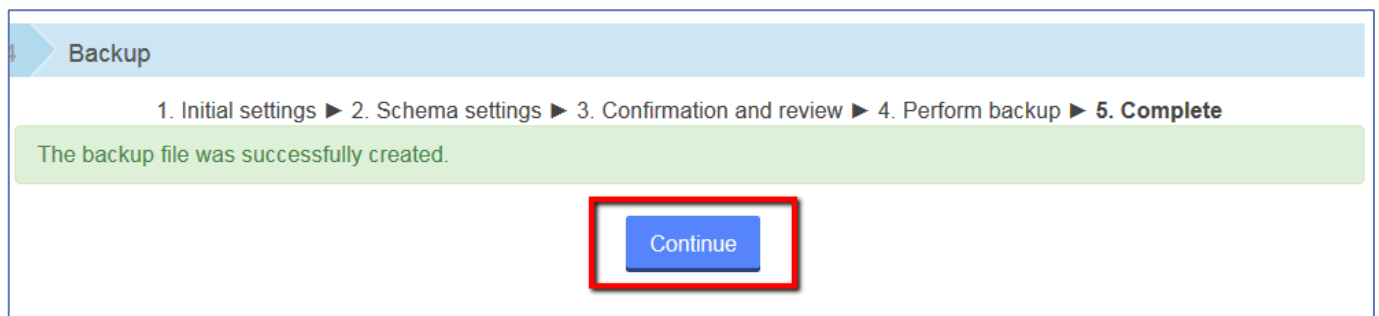 4 Backup
1. Initial settings ► 2. Schema settings ► 3. Confirmation and review ► 4. Perform backup ► 5. Complete
The backup file was successfully created.
Continue